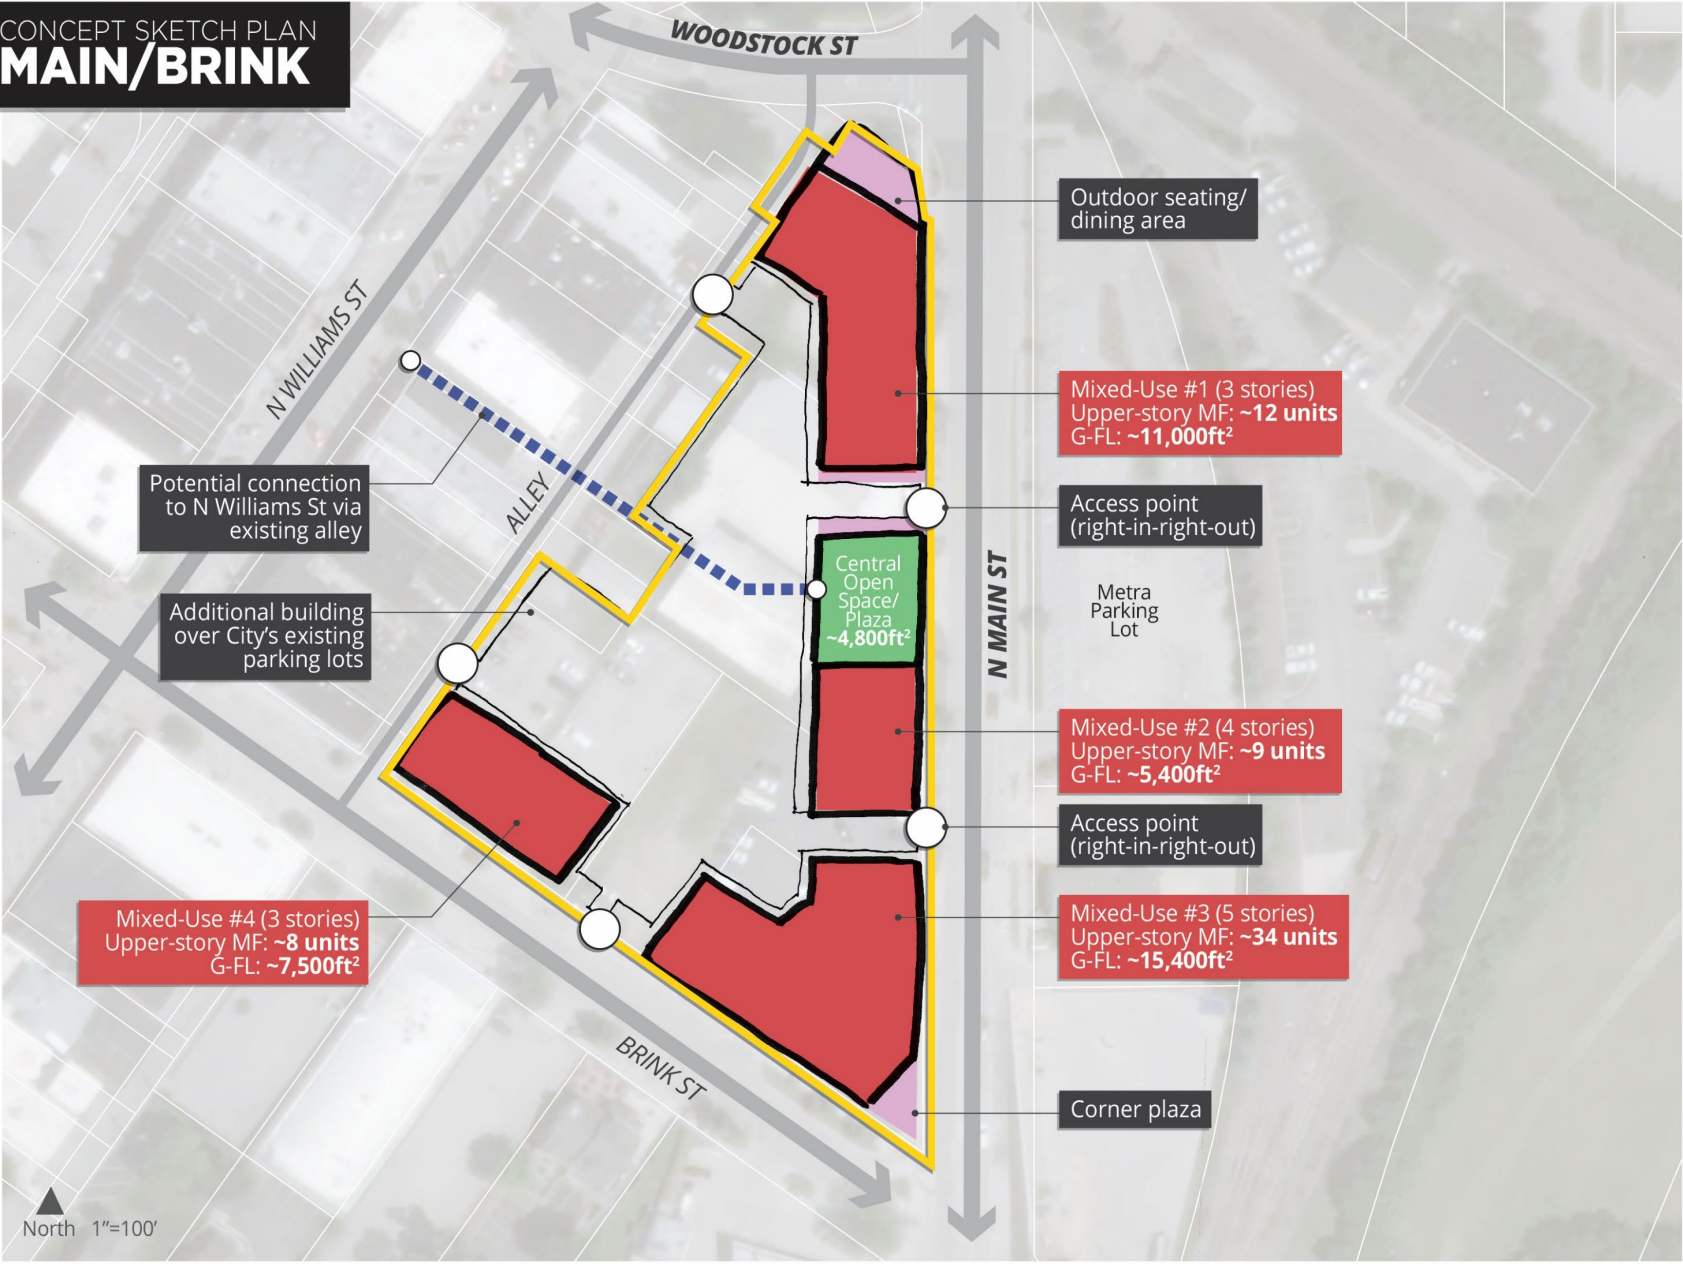 CONCEPT SKETCH PLAN
MAIN/BRINK
WOODSTOCK ST
N WILLIAMS ST
ALLEY
N MAIN ST
BRINK ST
Outdoor seating/
dining area
Mixed-Use #1 (3 stories)
Upper-story MF: ~12 units
G-FL: ~11,000ft²
Potential connection
to N Williams St via
existing alley
Access point
(right-in-right-out)
Central
Open
Space/
Plaza
~4,800ft²
Metra
Parking
Lot
Additional building
over City’s existing
parking lots
Mixed-Use #2 (4 stories)
Upper-story MF: ~9 units
G-FL: ~5,400ft²
Access point
(right-in-right-out)
Mixed-Use #4 (3 stories)
Upper-story MF: ~8 units
G-FL: ~7,500ft²
Mixed-Use #3 (5 stories)
Upper-story MF: ~34 units
G-FL: ~15,400ft²
Corner plaza
North 1”=100’